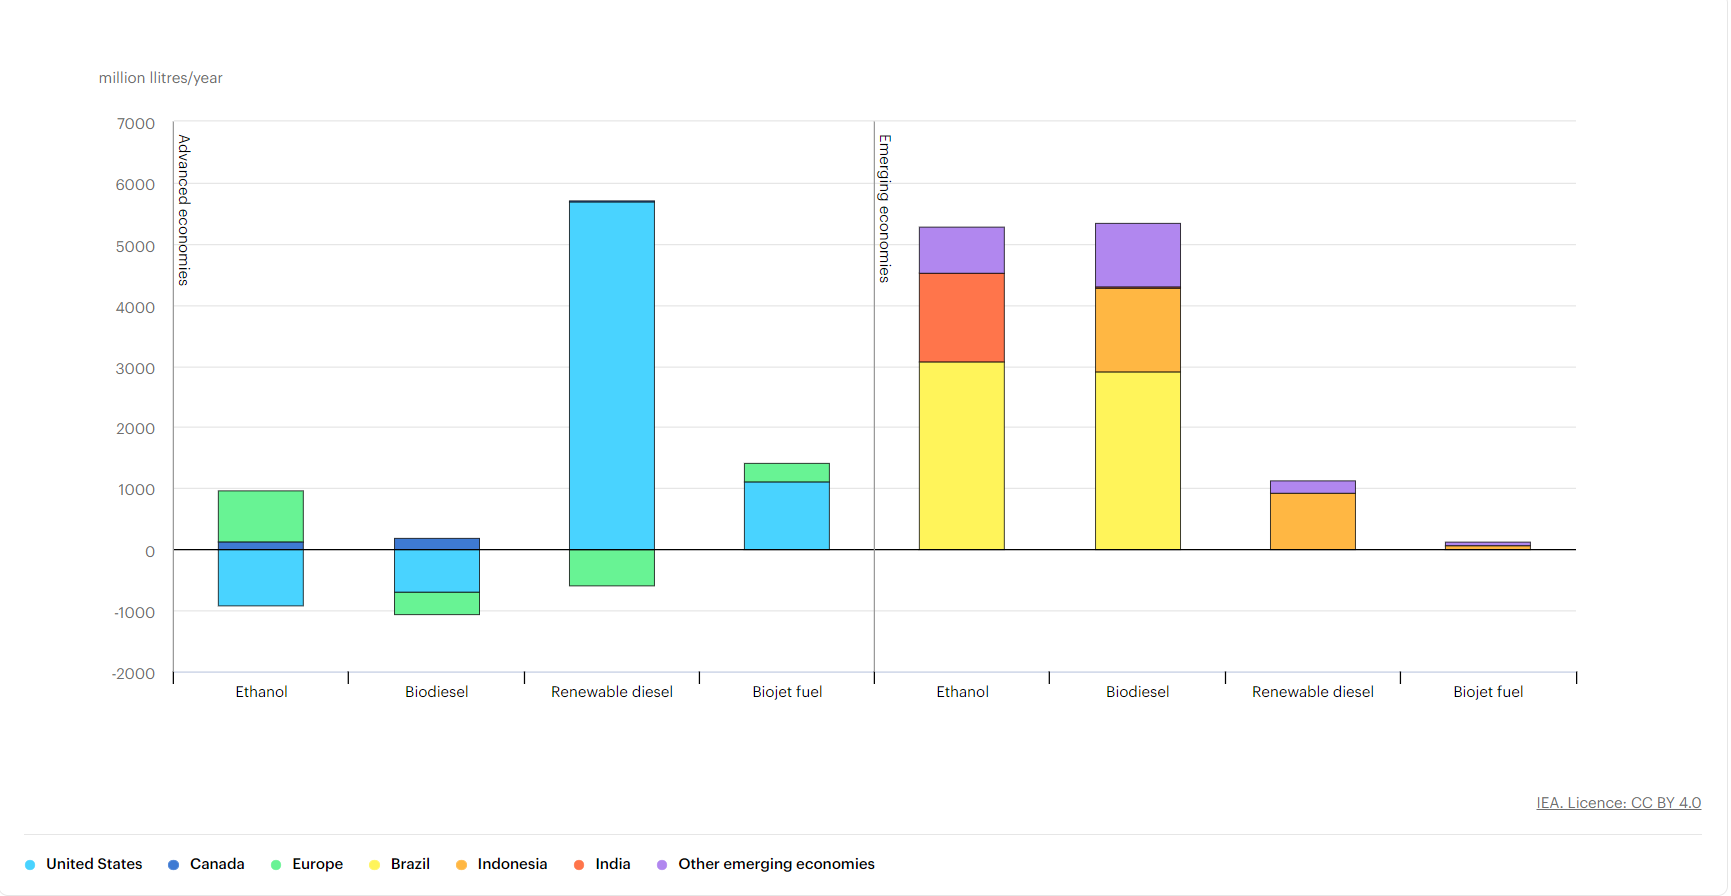 million llitres/year
7000
6000
5000
4000
3000
2000
1000
0
-1000
-2000
Advanced economies
Emerging economies
Ethanol
Biodiesel
Renewable diesel
Biojet fuel
Ethanol
Biodiesel
Renewable diesel
Biojet fuel
IEA. Licence: CC BY 4.0
United States
Canada
Europe
Brazil
Indonesia
India
Other emerging economies